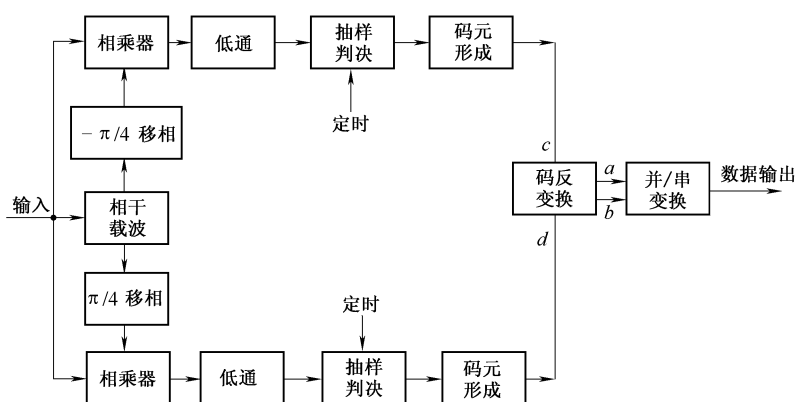 相乘器
低通
抽样
判决
码元
形成
定时
－π/4 移相
c
输入
相干
载波
码反
变换
a
b
并/串
变换
数据输出
d
π/4 移相
定时
相乘器
低通
抽样
判决
码元
形成